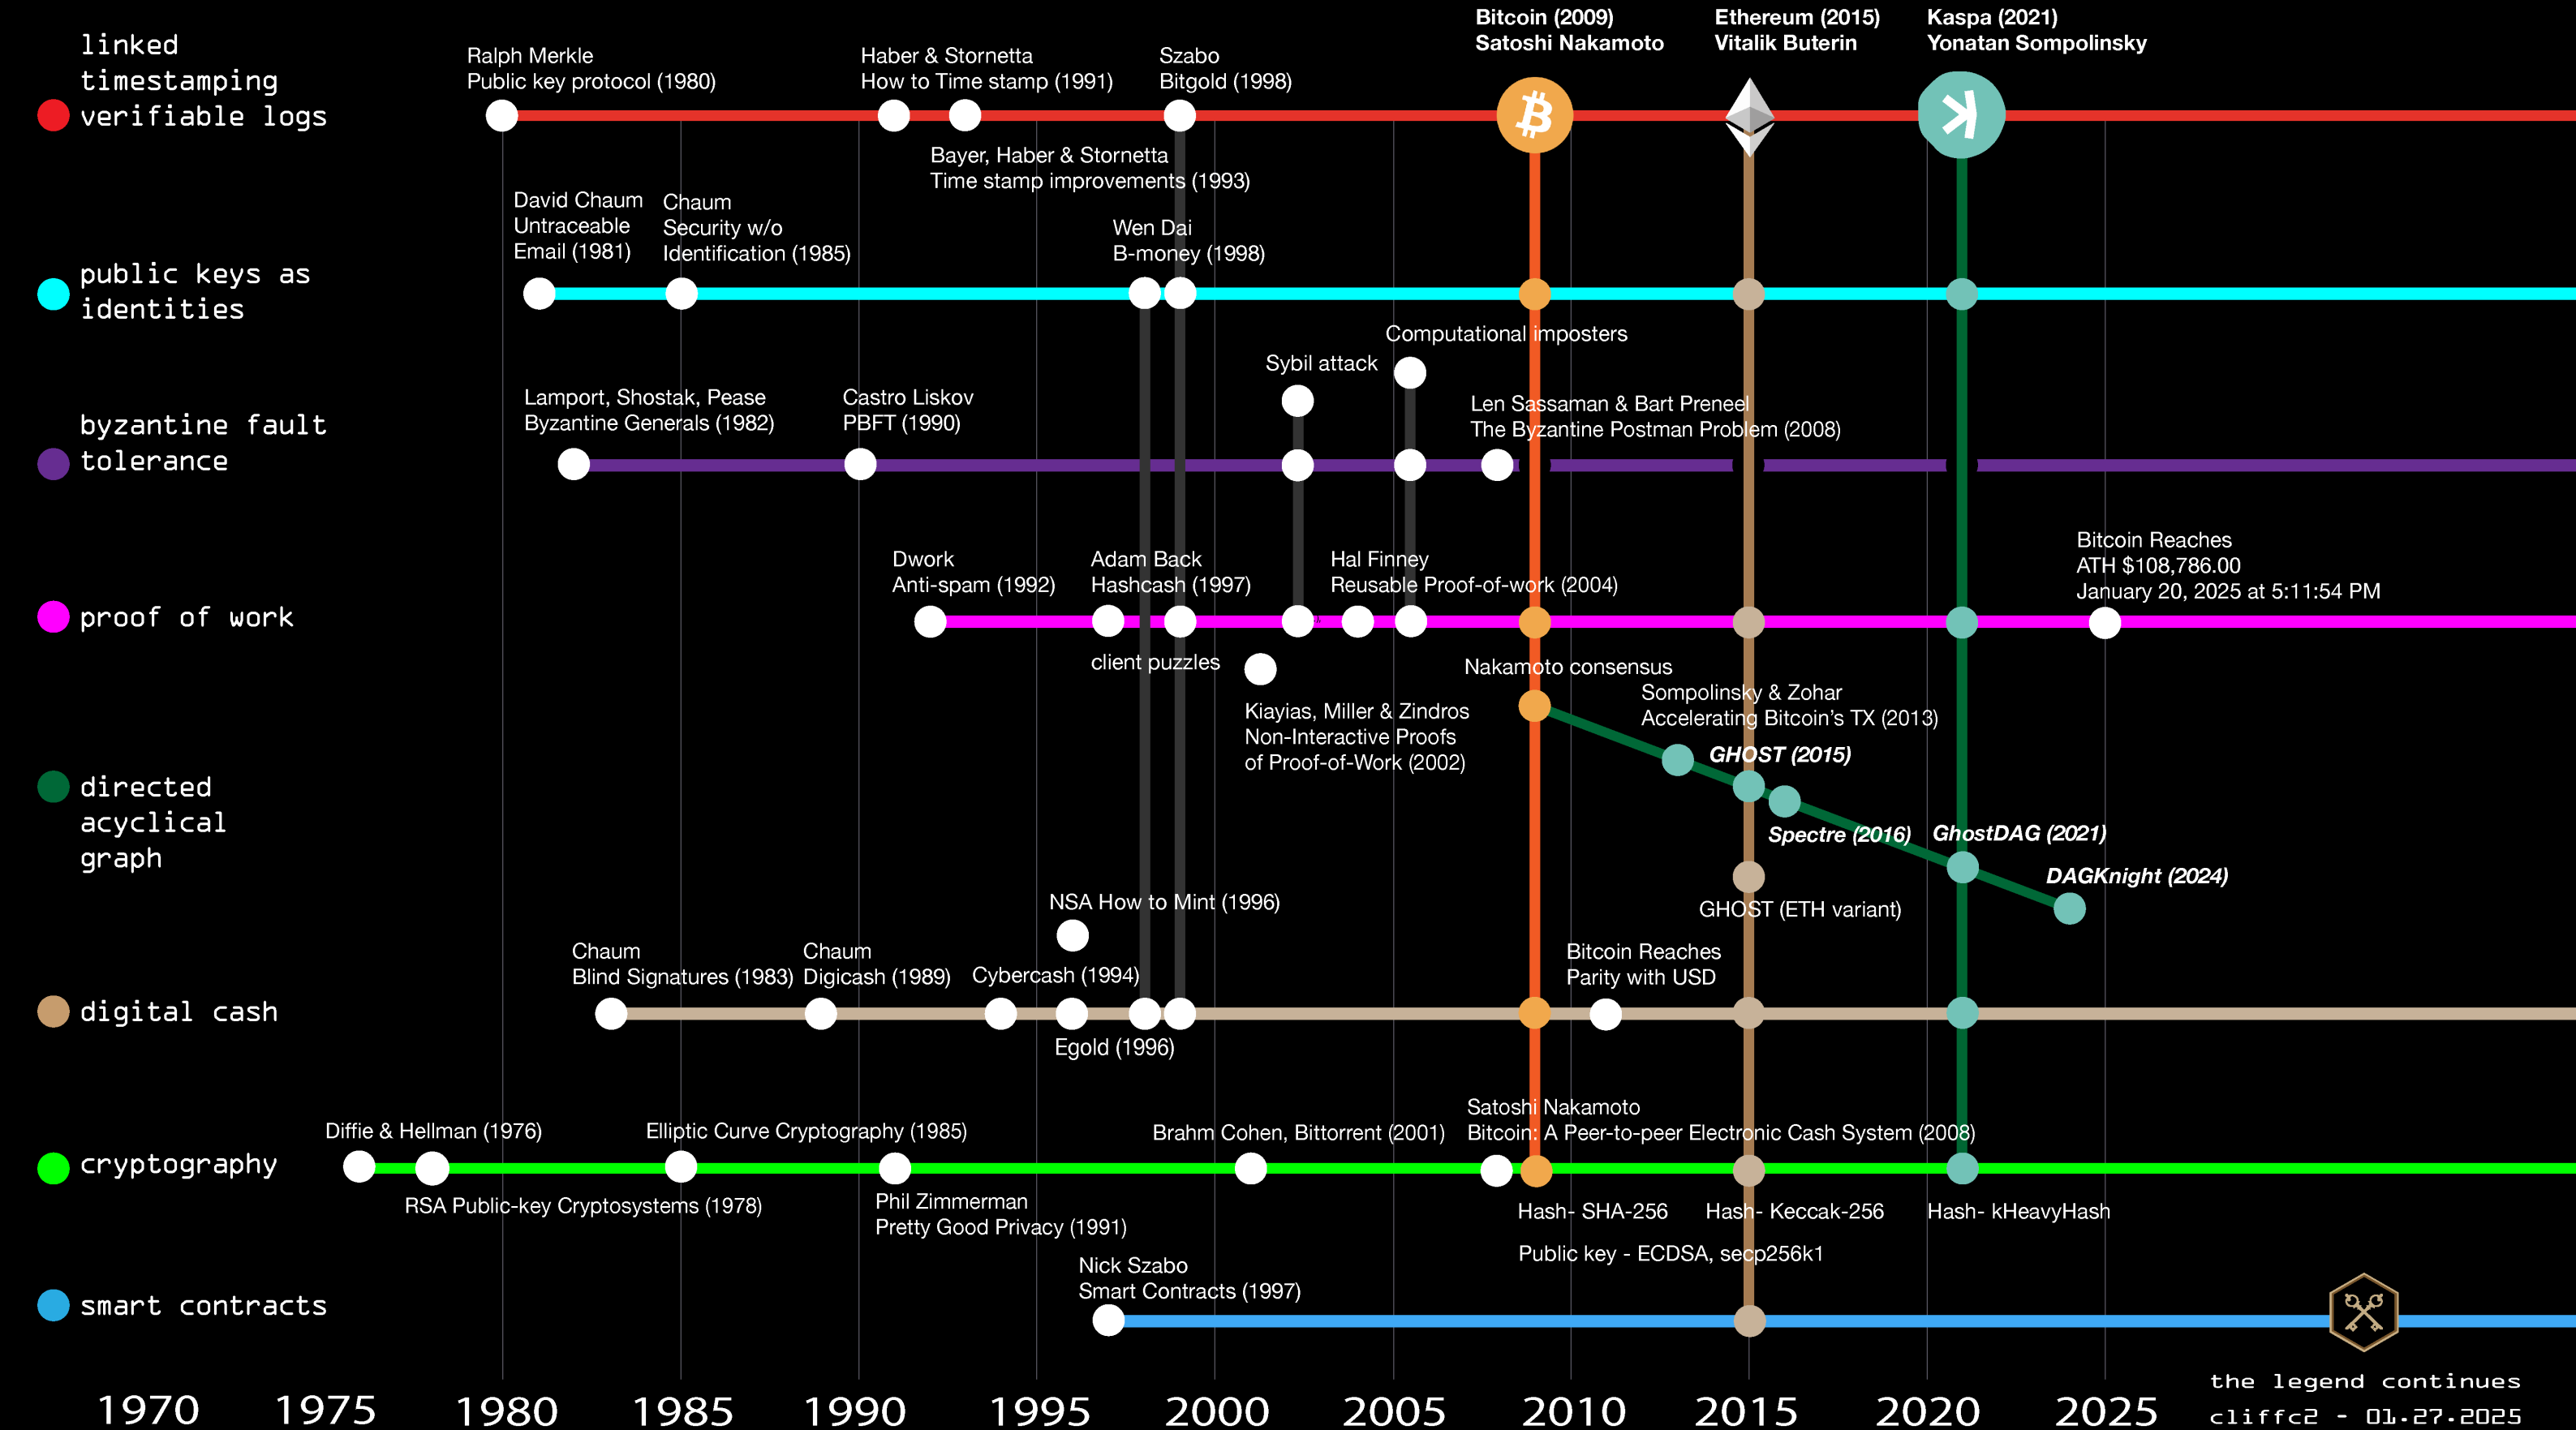 Bitcoin (2009)
Satoshi Nakamoto
Ethereum (2015)
Vitalik Buterin
Kaspa (2021)
Yonatan Sompolinsky
linked
timestamping
verifiable logs
Ralph Merkle
Public key protocol (1980)
Haber & Stornetta
How to Time stamp (1991)
Szabo
Bitgold (1998)
Bayer, Haber & Stornetta
Time stamp improvements (1993)
public keys as
identities
David Chaum
Untraceable
Email (1981)
Chaum
Security w/o
Identification (1985)
Wen Dai
B-money (1998)
Computational imposters
Sybil attack
byzantine fault
tolerance
Lamport, Shostak, Pease
Byzantine Generals (1982)
Castro Liskov
PBFT (1990)
Len Sassaman & Bart Preneel
The Byzantine Postman Problem (2008)
proof of work
Dwork
Anti-spam (1992)
Adam Back
Hashcash (1997)
Hal Finney
Reusable Proof-of-work (2004)
Bitcoin Reaches
ATH $108,786.00
January 20, 2025 at 5:11:54 PM
client puzzles
Kiayias, Miller & Zindros
Non-Interactive Proofs
of Proof-of-Work (2002)
Nakamoto consensus
Sompolinsky & Zohar
Accelerating Bitcoin's TX (2013)
directed
acyclical
graph
GHOST (2015)
Spectre (2016)
GhostDAG (2021)
DAGKnight (2024)
GHOST (ETH variant)
NSA How to Mint (1996)
digital cash
Chaum
Blind Signatures (1983)
Chaum
Digicash (1989)
Cybercash (1994)
Egold (1996)
Bitcoin Reaches
Parity with USD
cryptography
Diffie & Hellman (1976)
RSA Public-key Cryptosystems (1978)
Elliptic Curve Cryptography (1985)
Phil Zimmerman
Pretty Good Privacy (1991)
Brahm Cohen, Bittorrent (2001)
Satoshi Nakamoto
Bitcoin: A Peer-to-peer Electronic Cash System (2008)
Hash- SHA-256
Hash- Keccak-256
Hash- kHeavyHash
Public key - ECDSA, secp256k1
smart contracts
Nick Szabo
Smart Contracts (1997)
1970 1975 1980 1985 1990 1995 2000 2005 2010 2015 2020 2025
the legend continues
cliffc2 - 01.27.2025